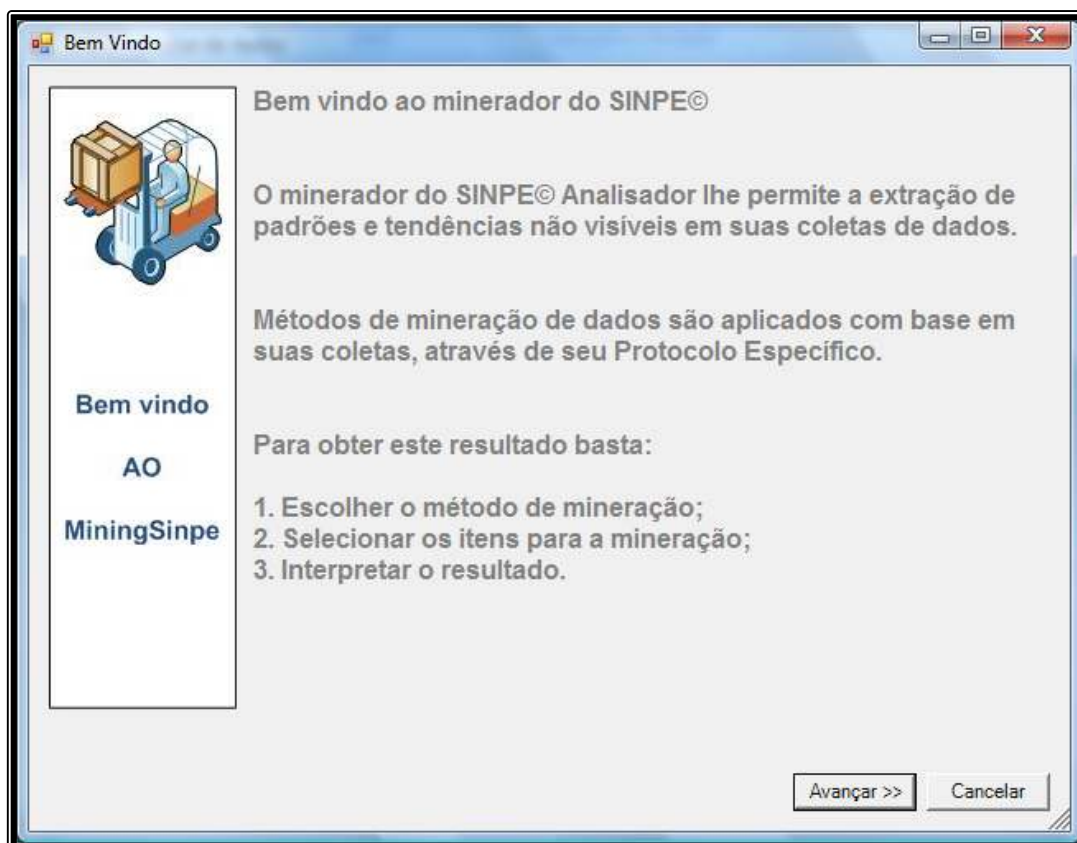 Bem Vindo
Bem vindo
AO
MiningSinpe
Bem vindo ao minerador do SINPE©
O minerador do SINPE© Analisador lhe permite a extração de
padrões e tendências não visíveis em suas coletas de dados.
Métodos de mineração de dados são aplicados com base em
suas coletas, através de seu Protocolo Específico.
Para obter este resultado basta:
1. Escolher o método de mineração;
2. Selecionar os itens para a mineração;
3. Interpretar o resultado.
Avançar >>
Cancelar